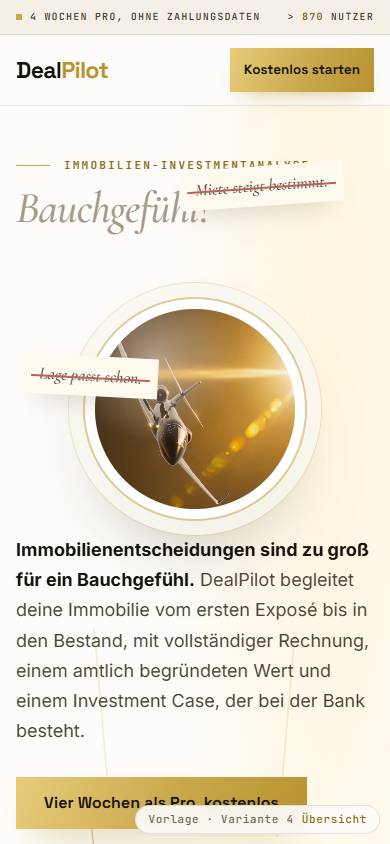 4 WOCHEN PRO, OHNE ZAHLUNGSDATEN
> 870 NUTZER
DealPilot
Kostenlos starten
IMMOBILIEN-INVESTMENTANALYSE
Miete steigt bestimmt.
Bauchgefühl?
Lage passt schon.
Immobilienentscheidungen sind zu groß
für ein Bauchgefühl. DealPilot begleitet
deine Immobilie vom ersten Exposé bis in
den Bestand, mit vollständiger Rechnung,
einem amtlich begründeten Wert und
einem Investment Case, der bei der Bank
besteht.
Vier Wochen als Pro, kostenlos
Vorlage · Variante 4 Übersicht